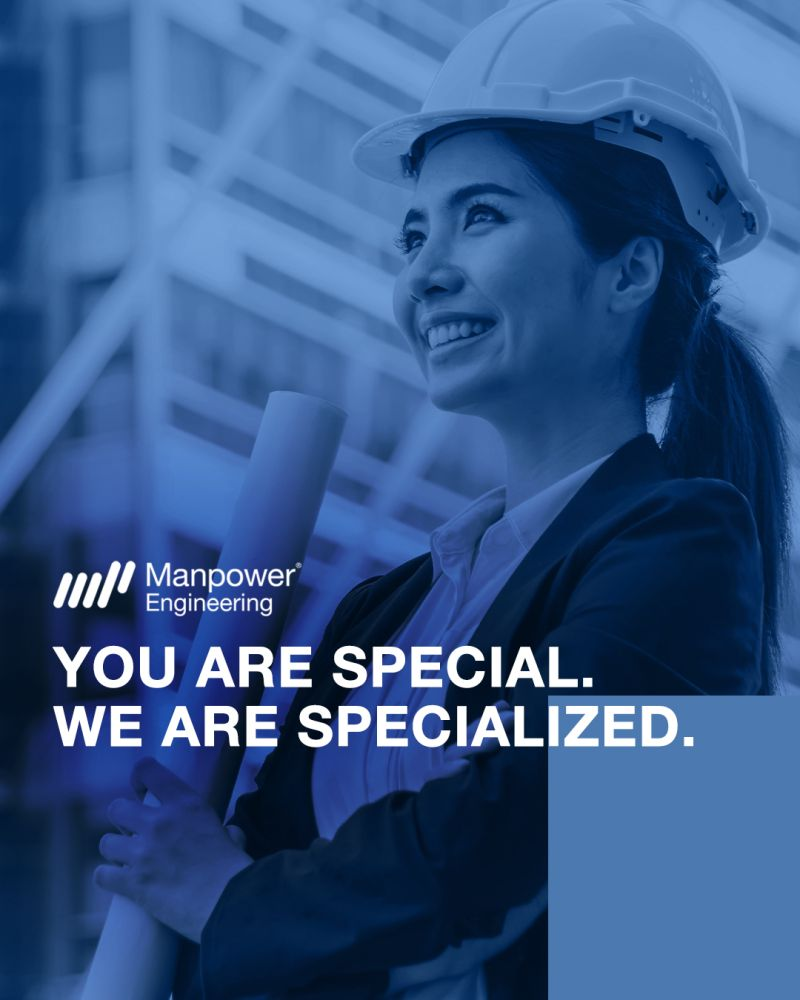 Manpower®
Engineering
YOU ARE SPECIAL.
WE ARE SPECIALIZED.